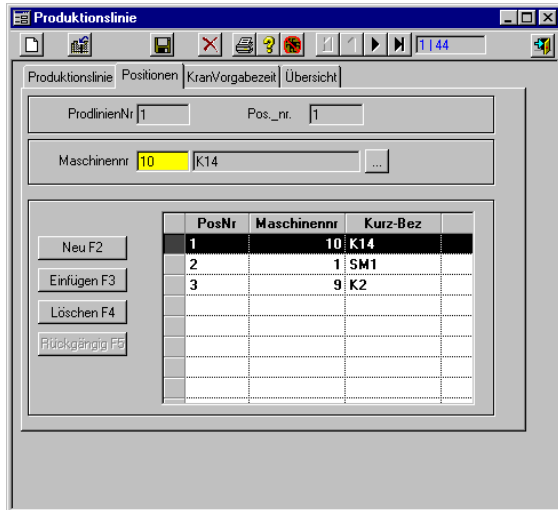 Produktionslinie
1 | 44
Produktionslinie Positionen KranVorgabezeit Übersicht
ProdlinienNr 1 Pos._nr. 1
Maschinennr 10 K14 ...
PosNr Maschinennr Kurz-Bez
1 10 K14
2 1 SM1
3 9 K2
Neu F2
Einfügen F3
Löschen F4
Rückgängig F5